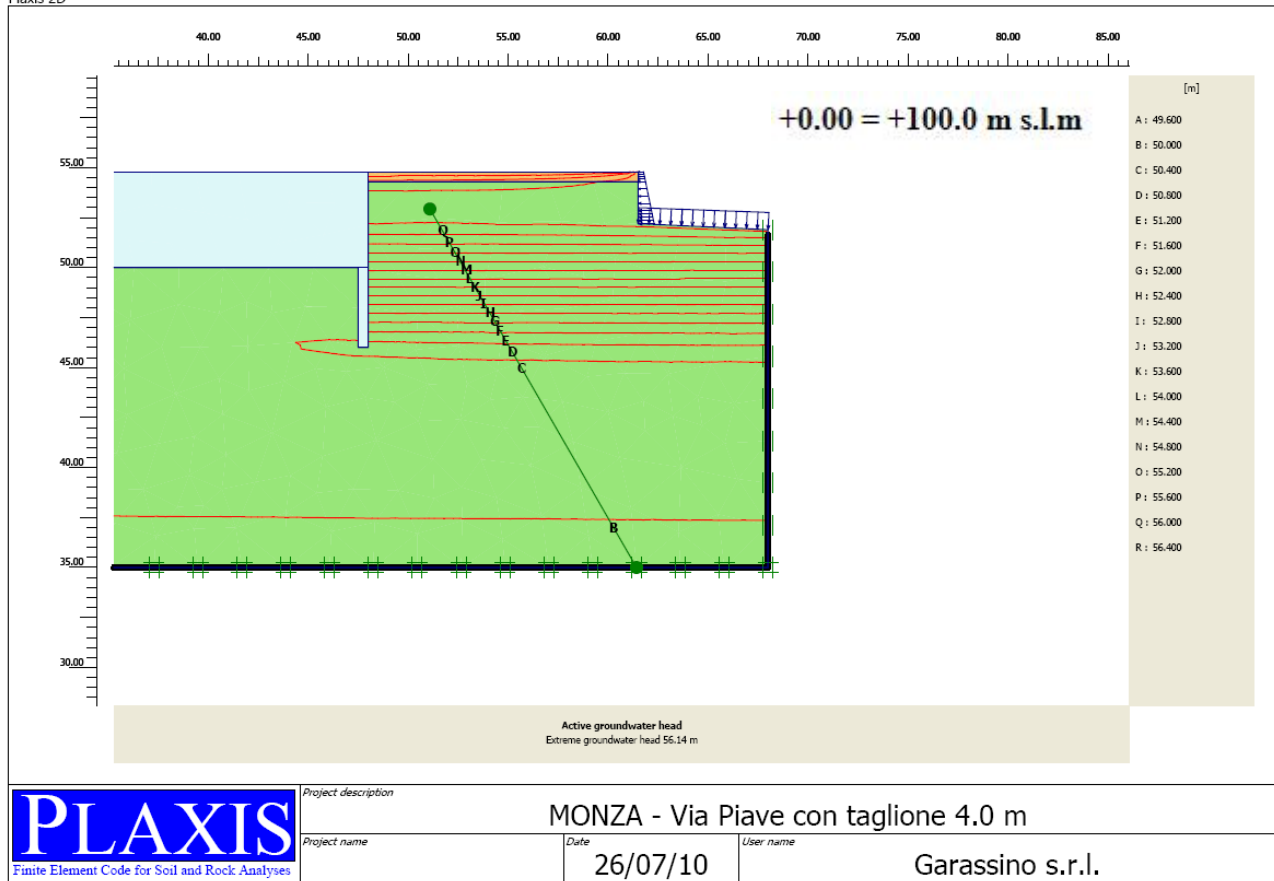 Plaxis 2D
40.00 45.00 50.00 55.00 60.00 65.00 70.00 75.00 80.00 85.00
+0.00 = +100.0 m s.l.m
55.00
50.00
45.00
40.00
35.00
30.00
Q
P
O
N
M
L
K
J
I
H
G
F
E
D
C
B
[m]
A : 49.600
B : 50.000
C : 50.400
D : 50.800
E : 51.200
F : 51.600
G : 52.000
H : 52.400
I : 52.800
J : 53.200
K : 53.600
L : 54.000
M : 54.400
N : 54.800
O : 55.200
P : 55.600
Q : 56.000
R : 56.400
Active groundwater head
Extreme groundwater head 56.14 m
PLAXIS
Finite Element Code for Soil and Rock Analyses
Project description
MONZA - Via Piave con taglione 4.0 m
Project name
Date
26/07/10
User name
Garassino s.r.l.